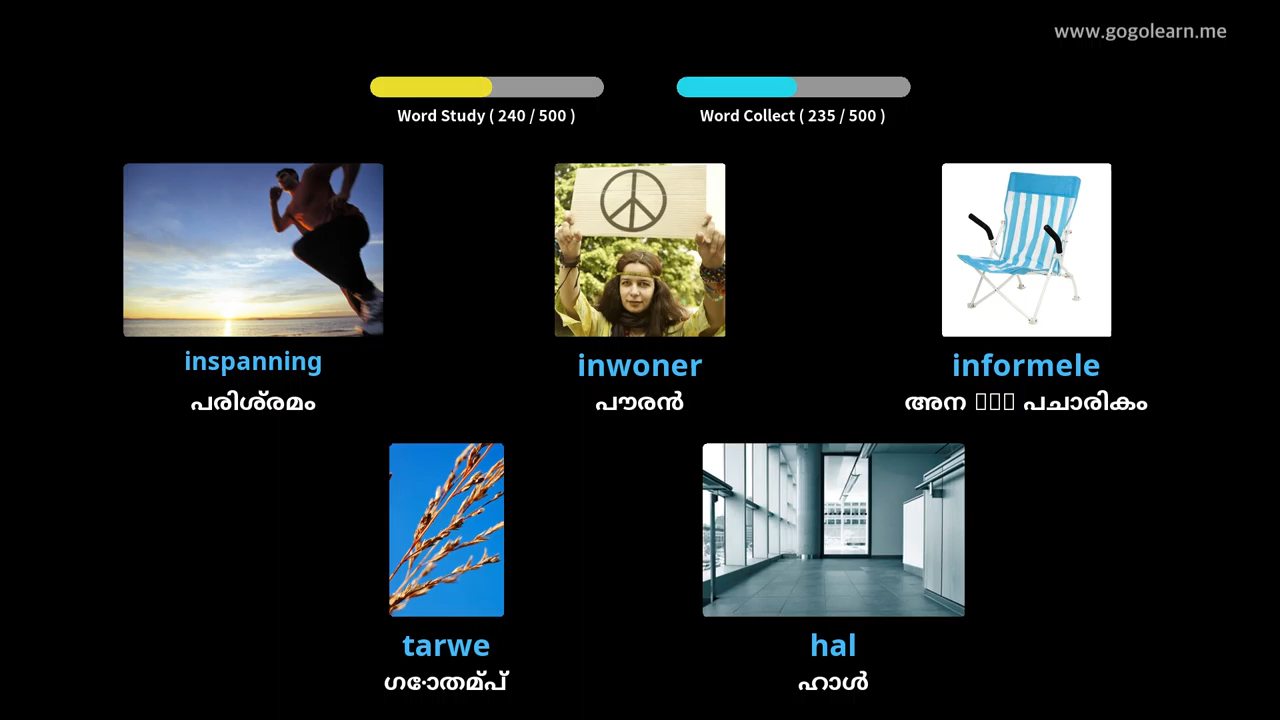 www.gogolearn.me
Word Study ( 240 / 500 )
Word Collect ( 235 / 500 )
inspanning
inwoner
informele
പരിശ്രമം
പൗരൻ
അന □□□ പചാരികം
tarwe
hal
ഗോതമ്പ്
ഹാൾ